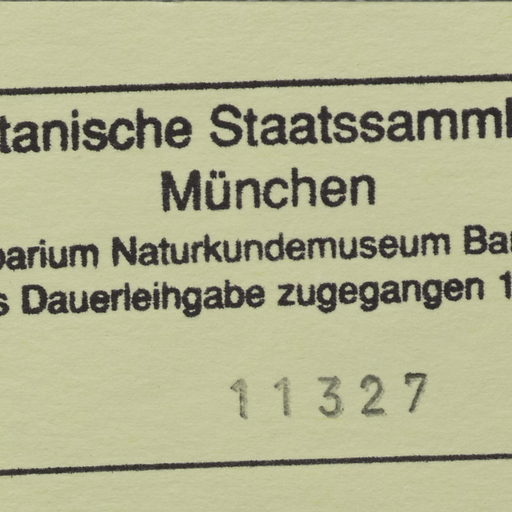 tanische Staatssamml
München
barium Naturkundemuseum Ba
s Dauerleihgabe zugegangen 1
11327